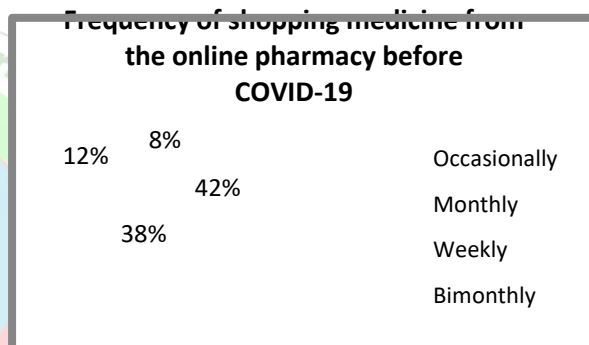 Frequency of shopping medicine from
the online pharmacy before
COVID-19
8%
12%
42%
38%
Occasionally
Monthly
Weekly
Bimonthly